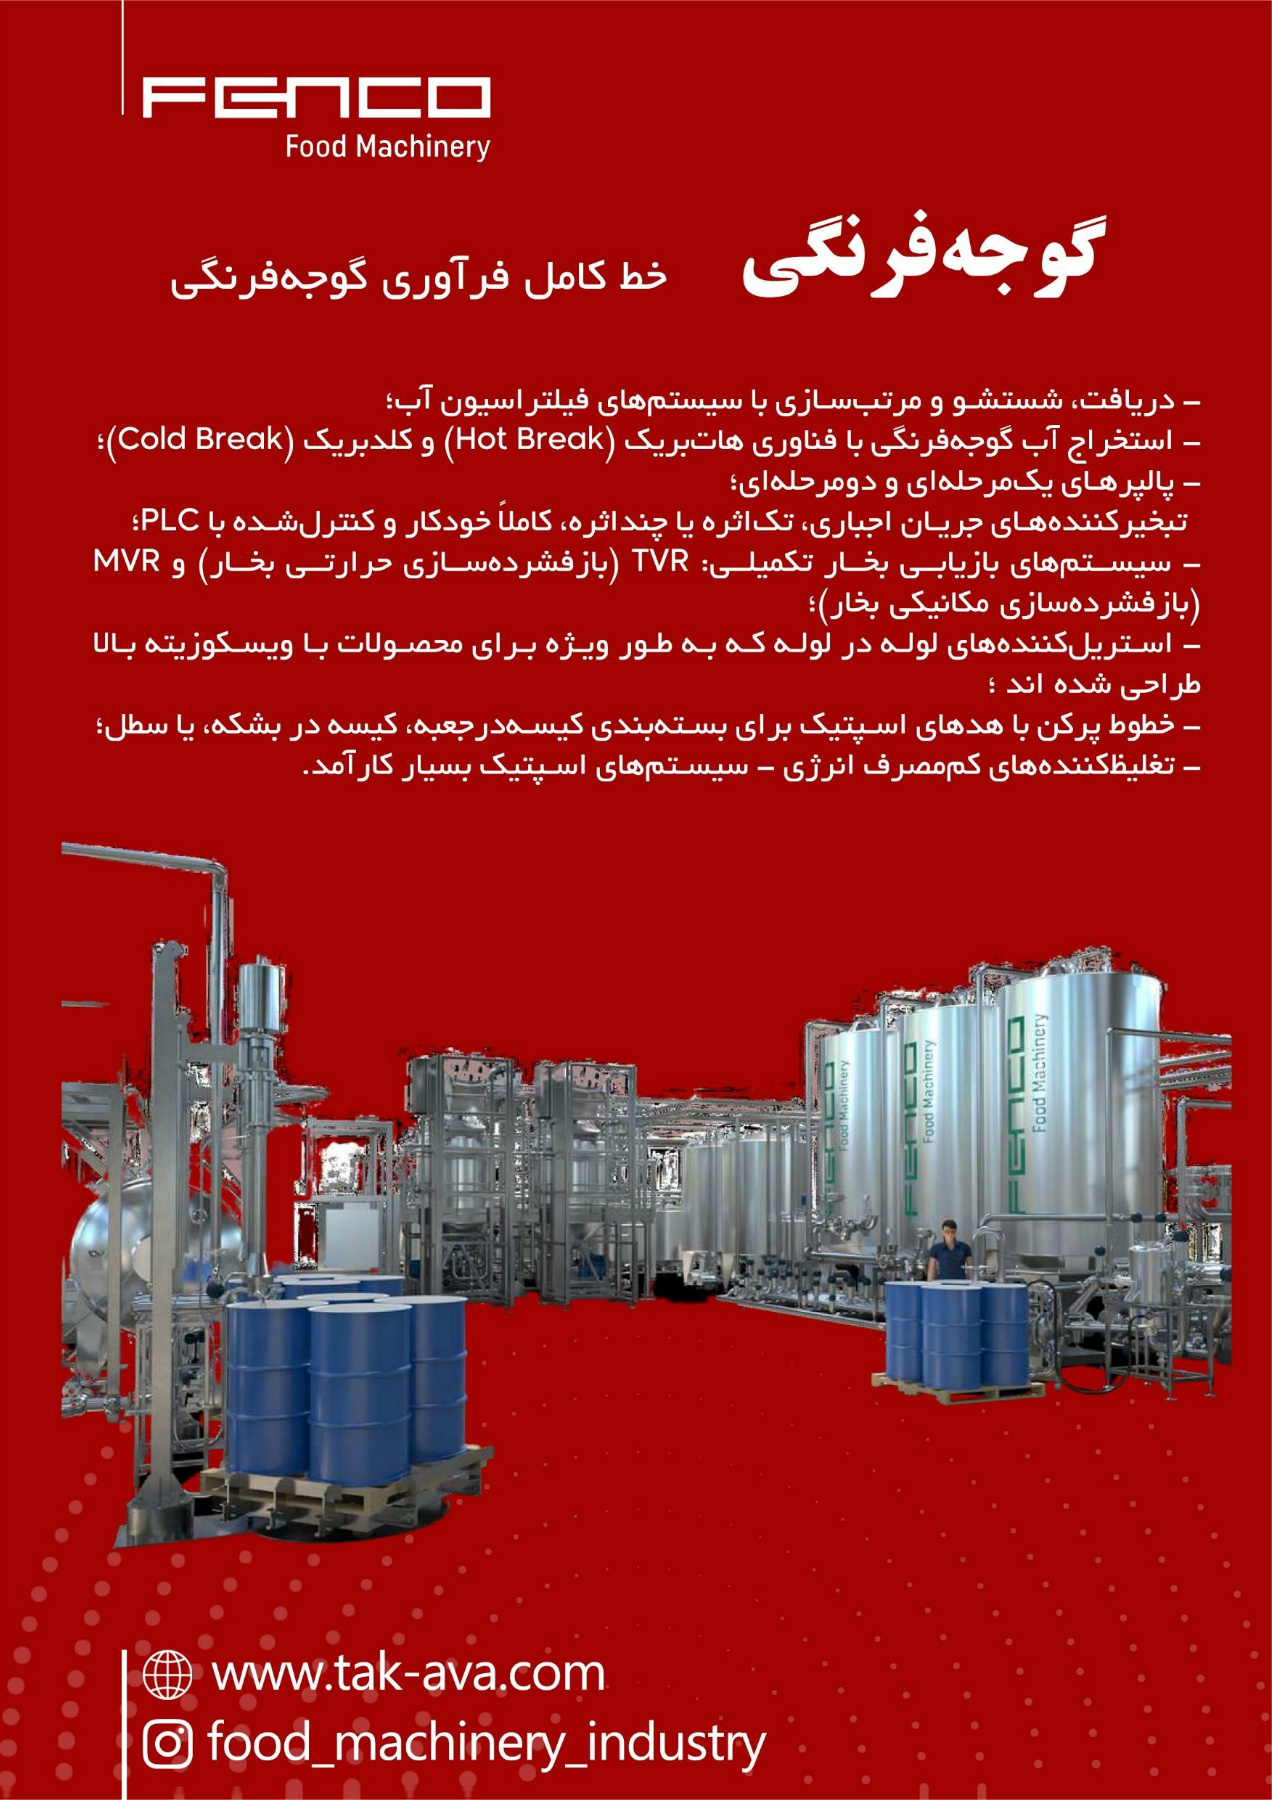 FENCO
Food Machinery
گوجه‌فرنگی
خط کامل فرآوری گوجه‌فرنگی
– دریافت، شستشو و مرتب‌سازی با سیستم‌های فیلتراسیون آب؛
– استخراج آب گوجه‌فرنگی با فناوری هات‌بریک (Hot Break) و کلدبریک (Cold Break)؛
– پالپرهای یک‌مرحله‌ای و دومرحله‌ای؛
تبخیرکننده‌های جریان اجباری، تک‌اثره یا چنداثره، کاملاً خودکار و کنترل‌شده با PLC؛
– سیستم‌های بازیابی بخار تکمیلی: TVR (بازفشرده‌سازی حرارتی بخار) و MVR
(بازفشرده‌سازی مکانیکی بخار)؛
– استریل‌کننده‌های لوله در لوله که به طور ویژه برای محصولات با ویسکوزیته بالا
طراحی شده اند ؛
– خطوط پرکن با هدهای اسپتیک برای بسته‌بندی کیسه‌درجعبه، کیسه در بشکه، یا سطل؛
– تغلیظ‌کننده‌های کم‌مصرف انرژی – سیستم‌های اسپتیک بسیار کارآمد.
FENCO
Food Machinery
FENCO
Food Machinery
FENCO
Food Machinery
www.tak-ava.com
food_machinery_industry